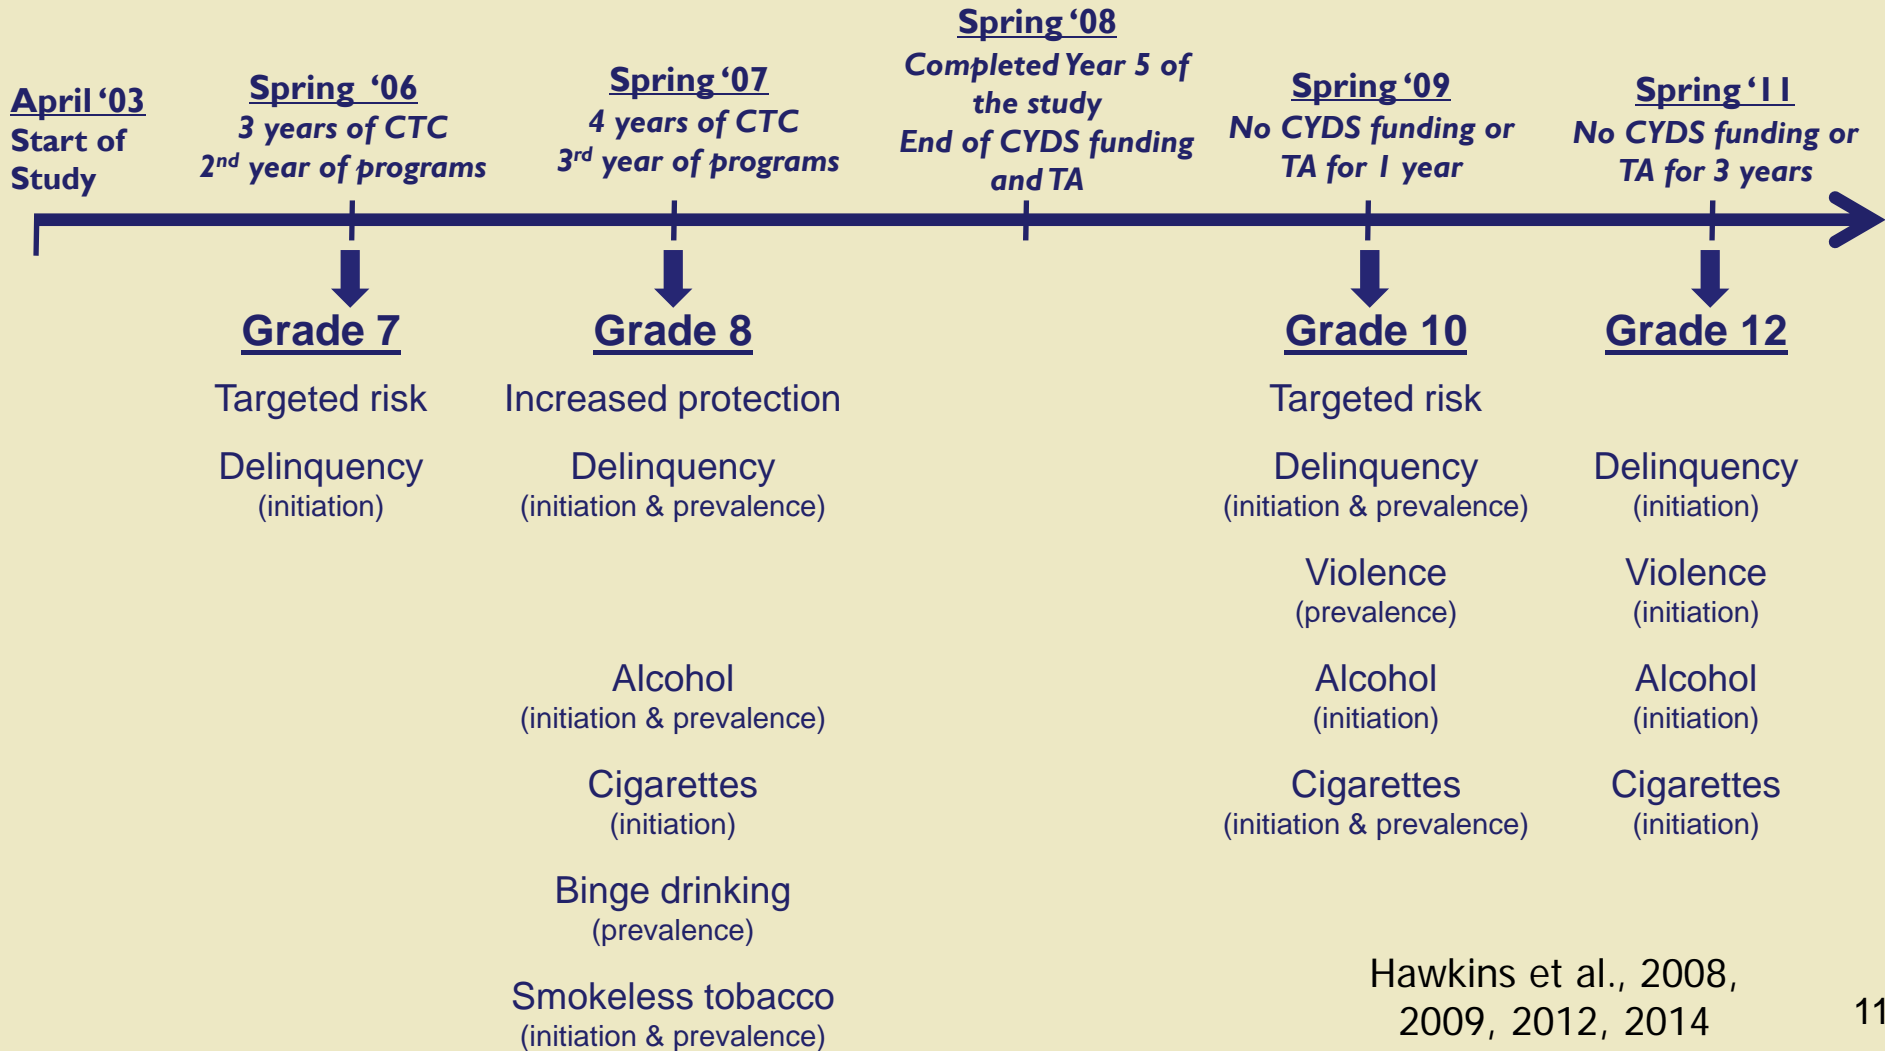 April ‘03
Start of
Study
Spring ‘06
3 years of CTC
2nd year of programs
Spring ‘07
4 years of CTC
3rd year of programs
Spring ‘08
Completed Year 5 of
the study
End of CYDS funding
and TA
Spring ‘09
No CYDS funding or
TA for 1 year
Spring ‘11
No CYDS funding or
TA for 3 years
Grade 7
Targeted risk
Delinquency
(initiation)
Grade 8
Increased protection
Delinquency
(initiation & prevalence)
Alcohol
(initiation & prevalence)
Cigarettes
(initiation)
Binge drinking
(prevalence)
Smokeless tobacco
(initiation & prevalence)
Grade 10
Targeted risk
Delinquency
(initiation & prevalence)
Violence
(prevalence)
Alcohol
(initiation)
Cigarettes
(initiation & prevalence)
Grade 12
Delinquency
(initiation)
Violence
(initiation)
Alcohol
(initiation)
Cigarettes
(initiation)
Hawkins et al., 2008,
2009, 2012, 2014
11